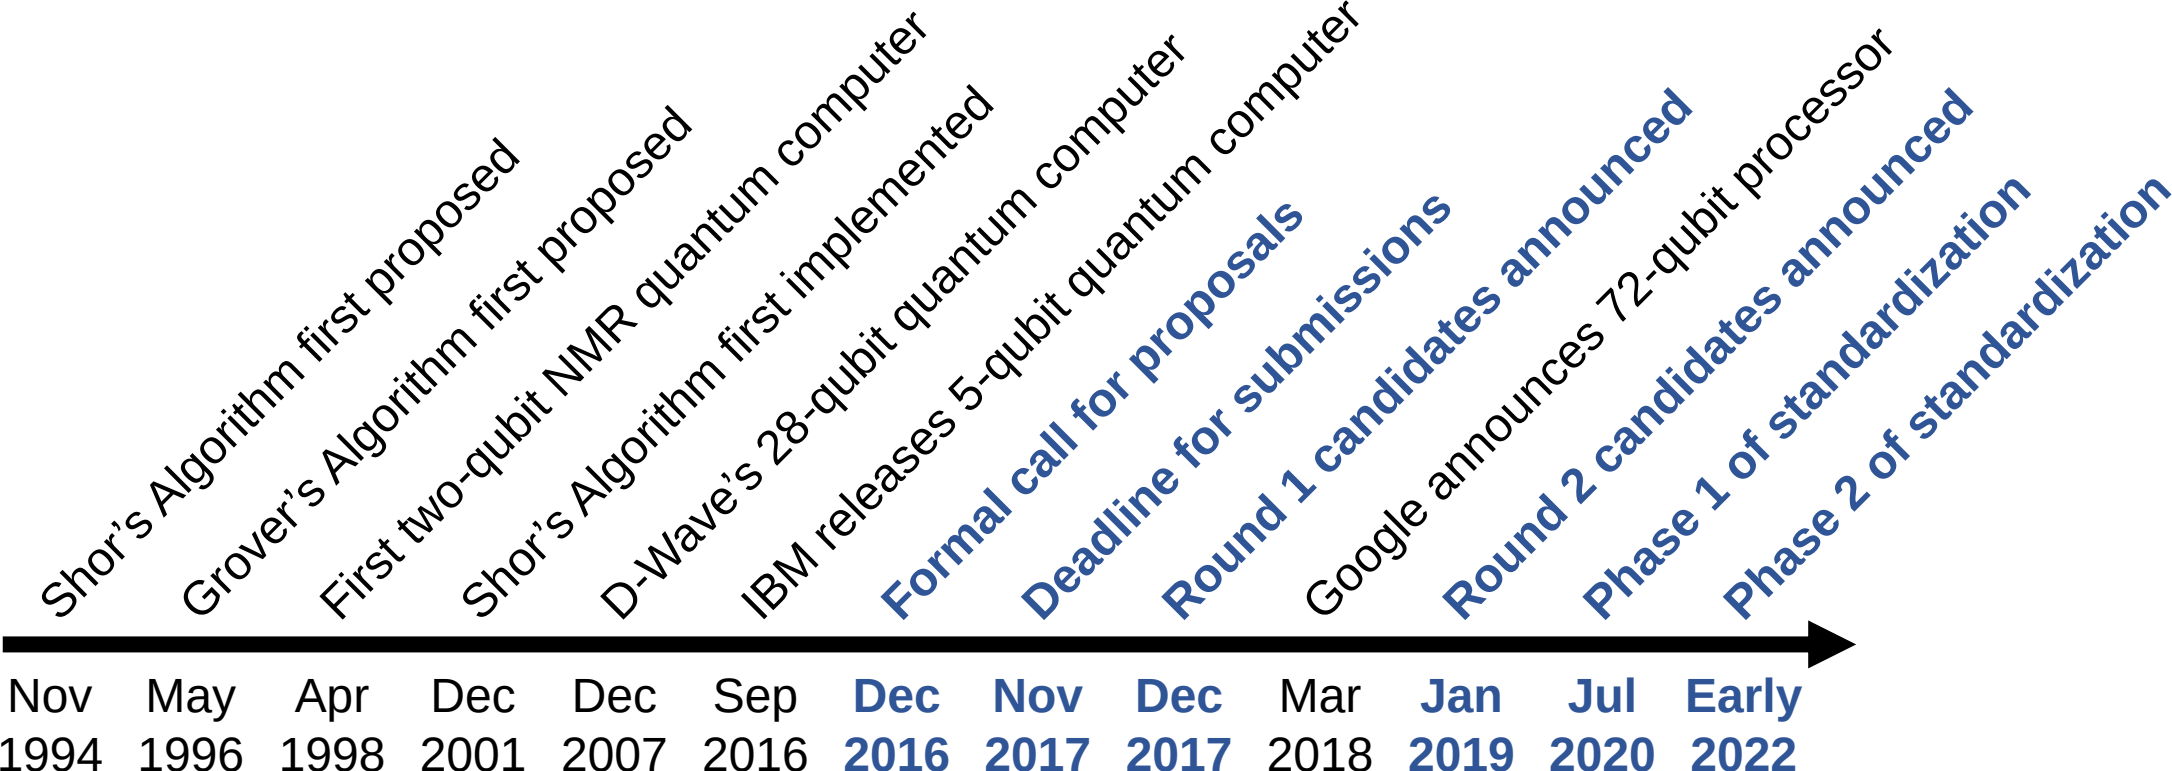 Shor’s Algorithm first proposed
Grover’s Algorithm first proposed
First two-qubit NMR quantum computer
Shor’s Algorithm first implemented
D-Wave’s 28-qubit quantum computer
IBM releases 5-qubit quantum computer
Formal call for proposals
Deadline for submissions
Round 1 candidates announced
Google announces 72-qubit processor
Round 2 candidates announced
Phase 1 of standardization
Phase 2 of standardization
Nov
1994
May
1996
Apr
1998
Dec
2001
Dec
2007
Sep
2016
Dec
2016
Nov
2017
Dec
2017
Mar
2018
Jan
2019
Jul
2020
Early
2022